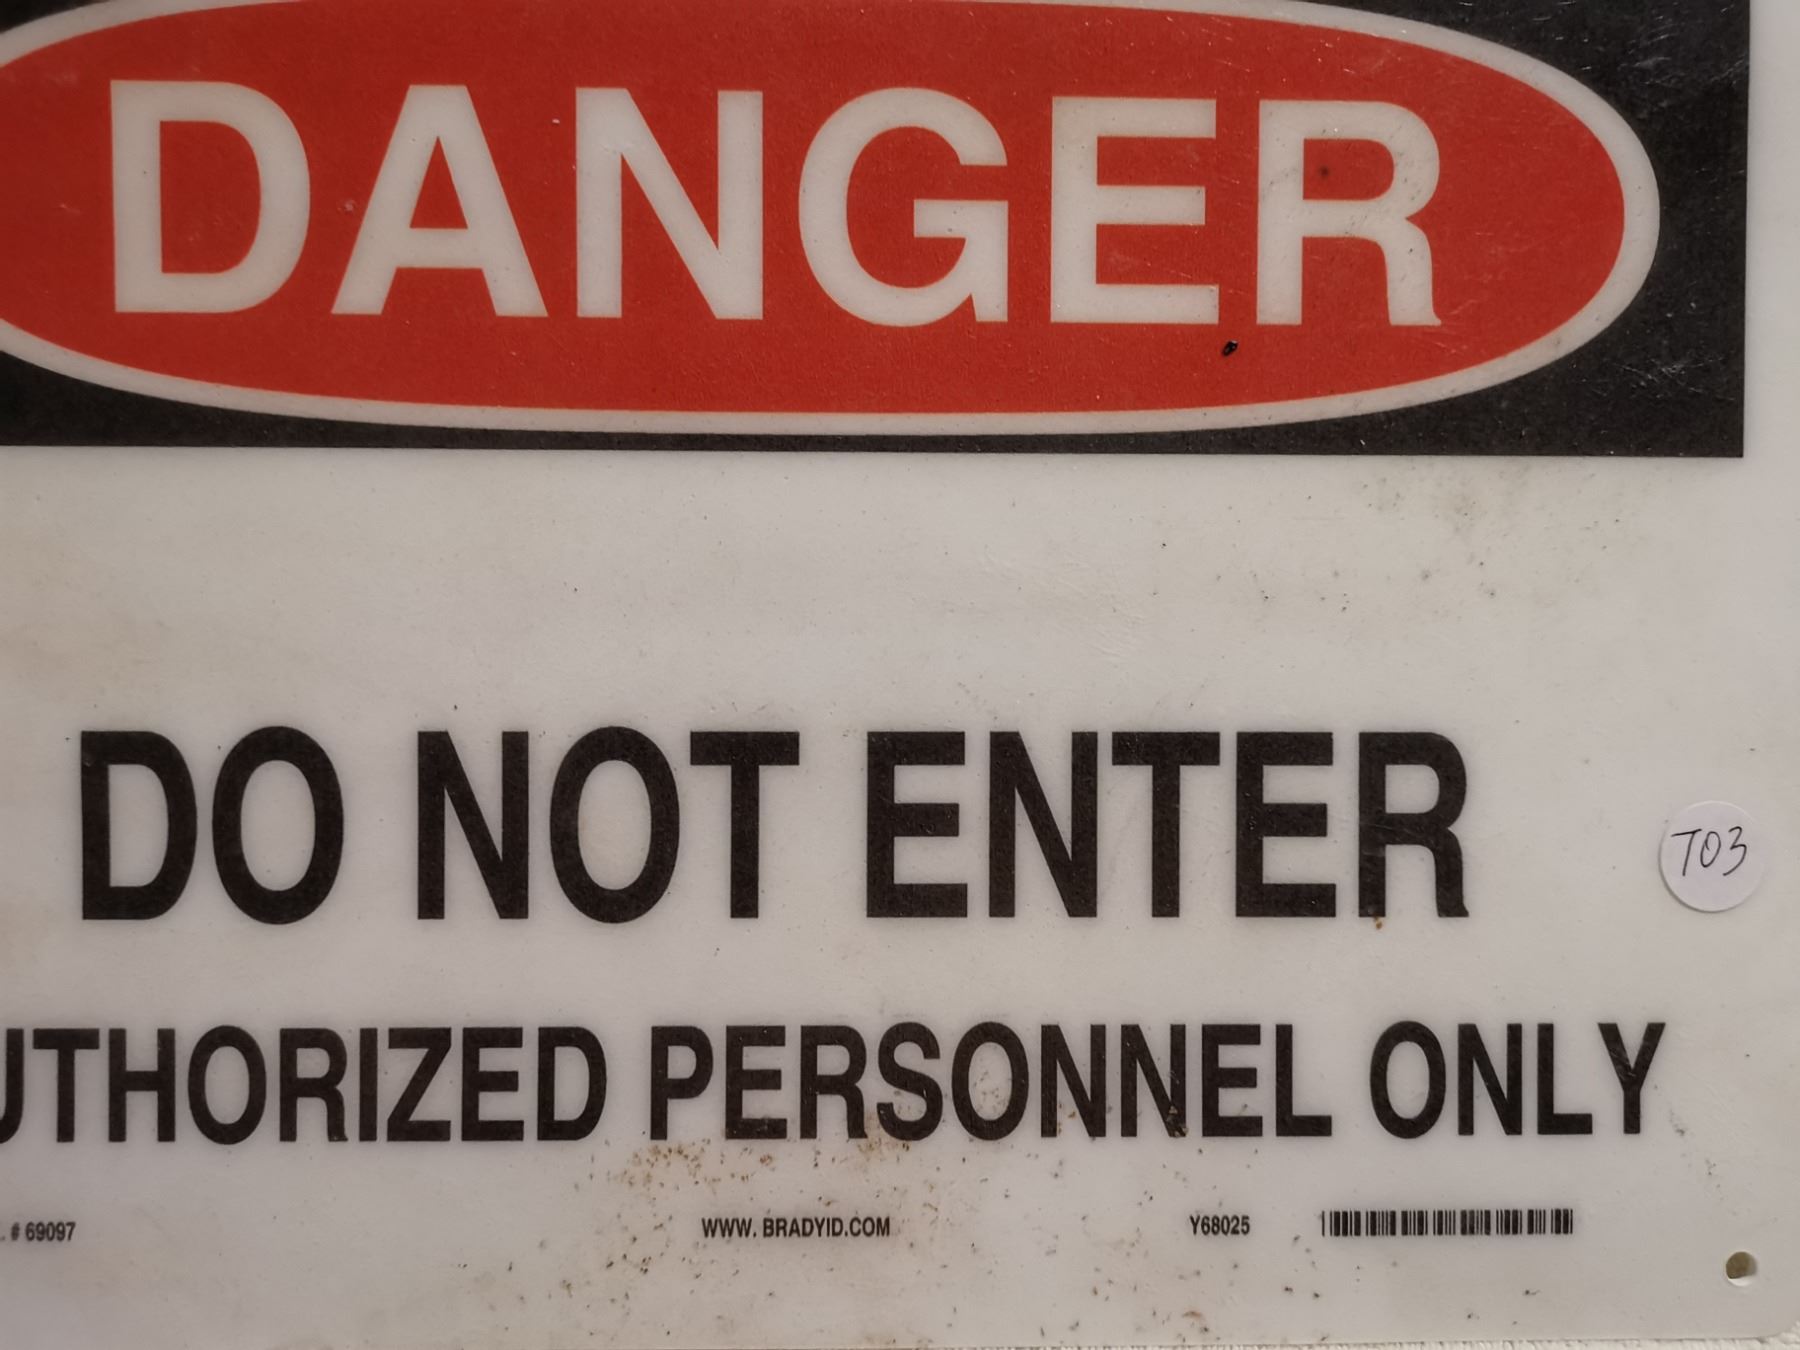 DANGER
DO NOT ENTER
T03
UTHORIZED PERSONNEL ONLY
. # 69097 WWW. BRADYID.COM Y68025